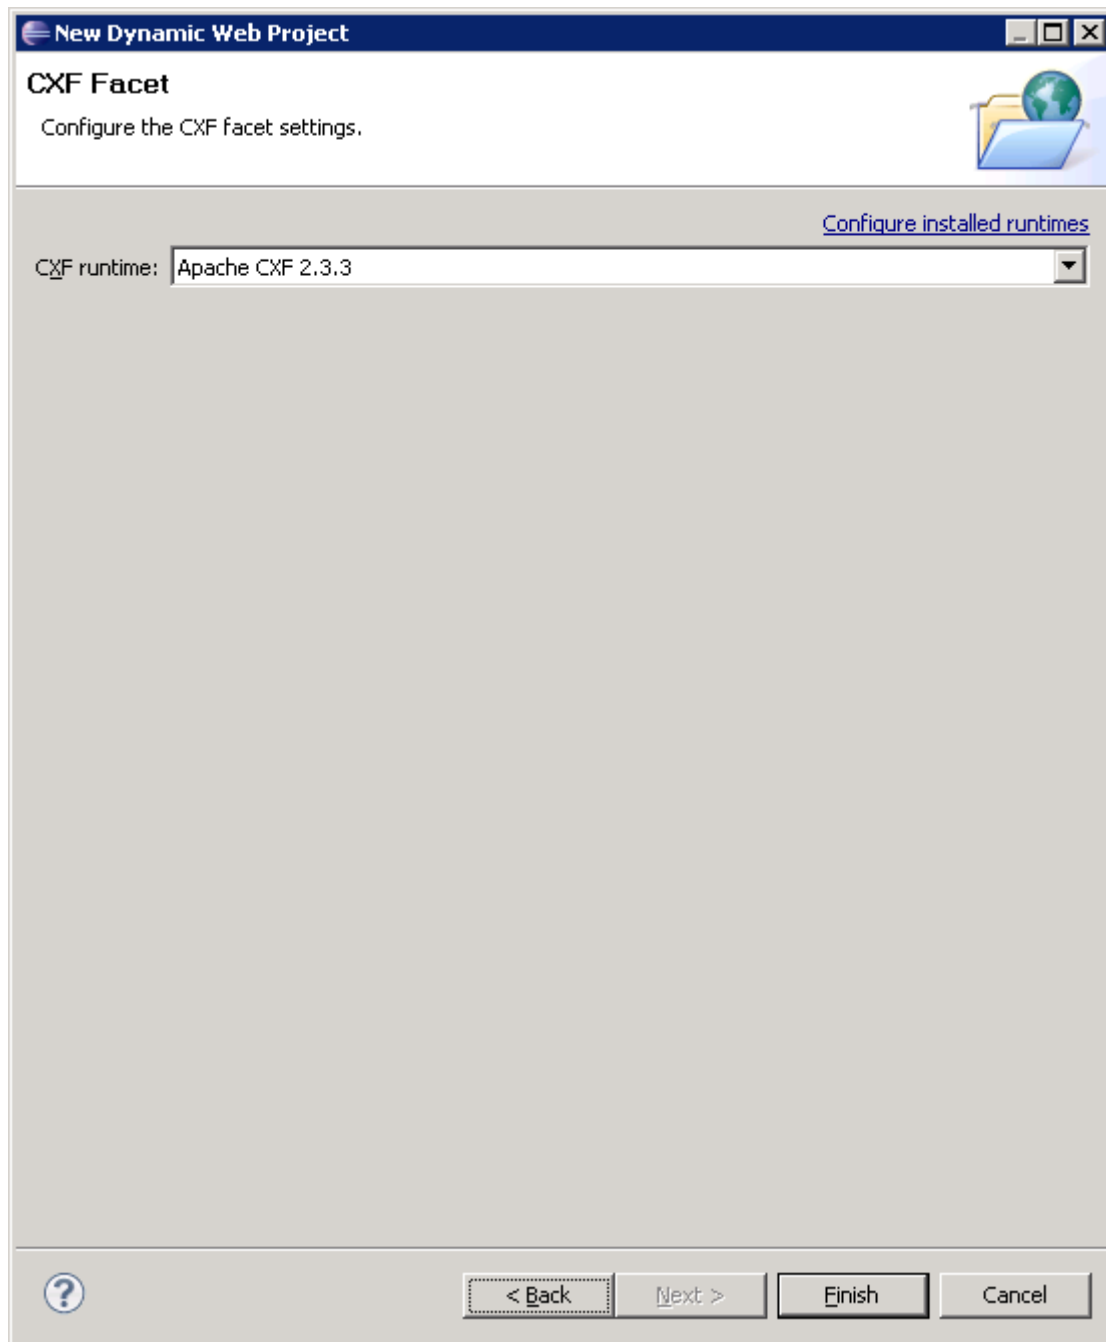 New Dynamic Web Project
CXF Facet
Configure the CXF facet settings.
Configure installed runtimes
CXF runtime: Apache CXF 2.3.3
? < Back Next > Finish Cancel